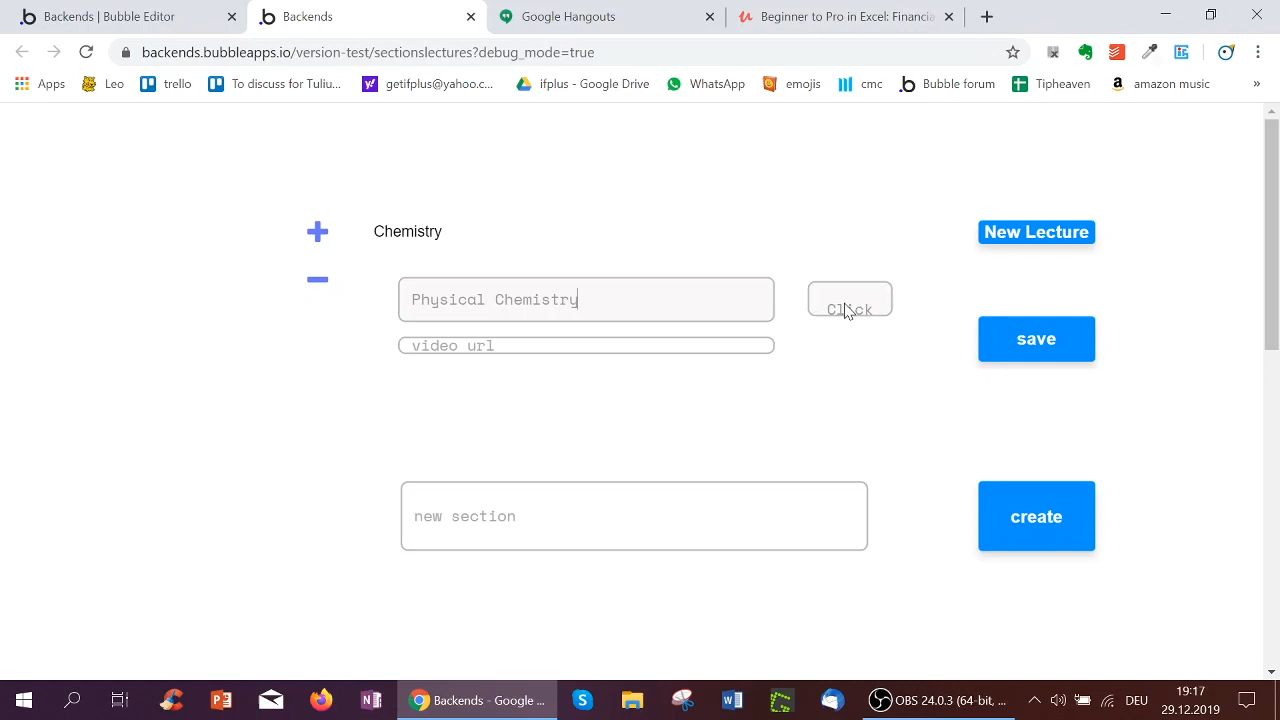 Backends | Bubble Editor
Backends
Google Hangouts
Beginner to Pro in Excel: Financia
backends.bubbleapps.io/version-test/sectionslectures?debug_mode=true
Apps
Leo
trello
To discuss for Tuliu...
getifplus@yahoo.c...
ifplus - Google Drive
WhatsApp
emojis
cmc
Bubble forum
Tipheaven
amazon music
Chemistry
New Lecture
Physical Chemistry
Click
video url
save
new section
create
Backends - Google ...
OBS 24.0.3 (64-bit, ...
DEU
19:17
29.12.2019